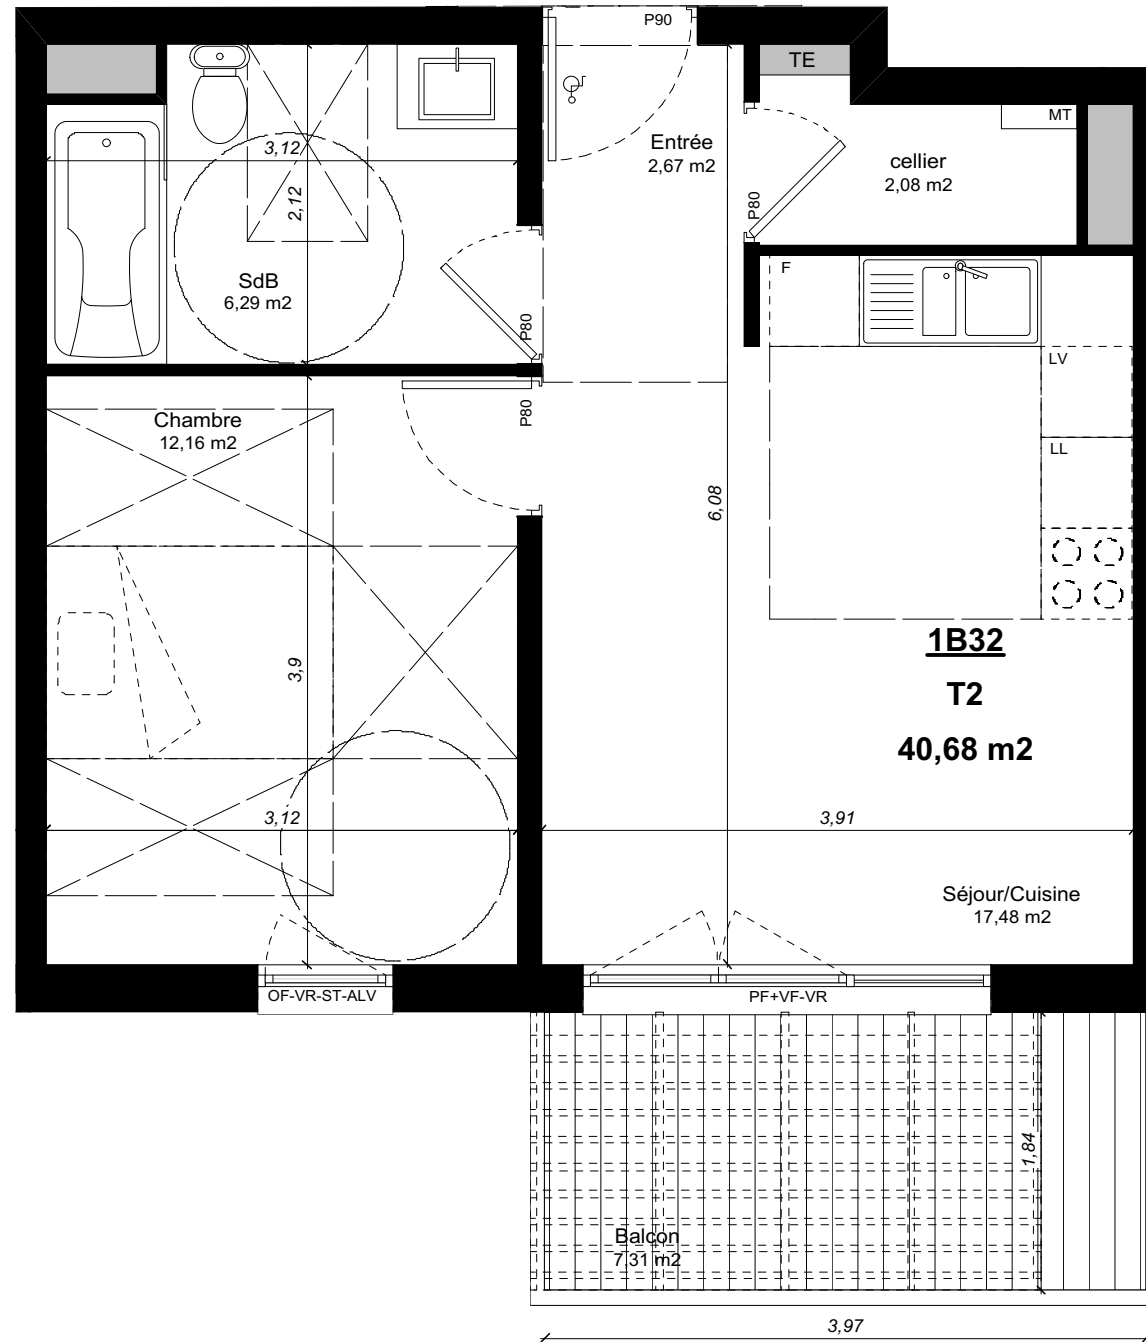 P90
TE
MT
Entrée
2,67 m2
cellier
2,08 m2
3,12
2,12
P80
SdB
6,29 m2
F
P80
LV
Chambre
12,16 m2
P80
LL
6,08
3,9
1B32
T2
40,68 m2
3,12
3,91
Séjour/Cuisine
17,48 m2
OF-VR-ST-ALV
PF+VF-VR
1,84
Balcon
7,31 m2
3,97